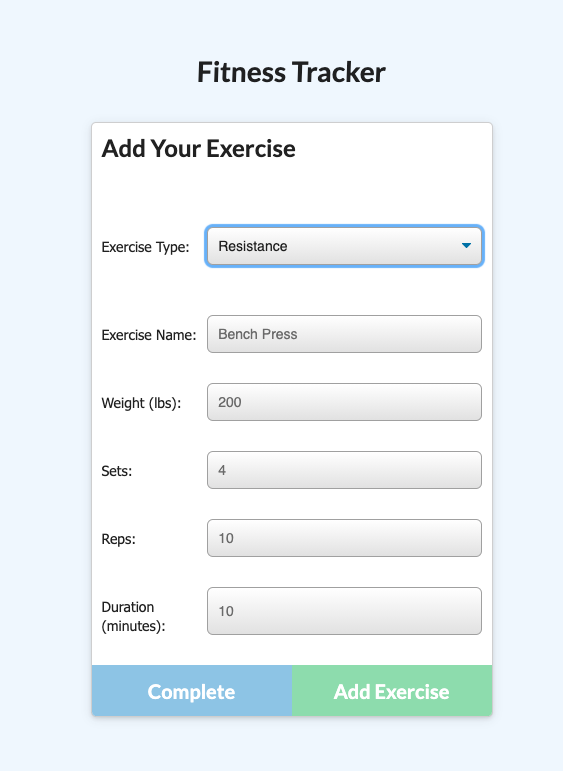 Fitness Tracker
Add Your Exercise
Exercise Type: Resistance
Exercise Name: Bench Press
Weight (lbs): 200
Sets: 4
Reps: 10
Duration
(minutes): 10
Complete Add Exercise